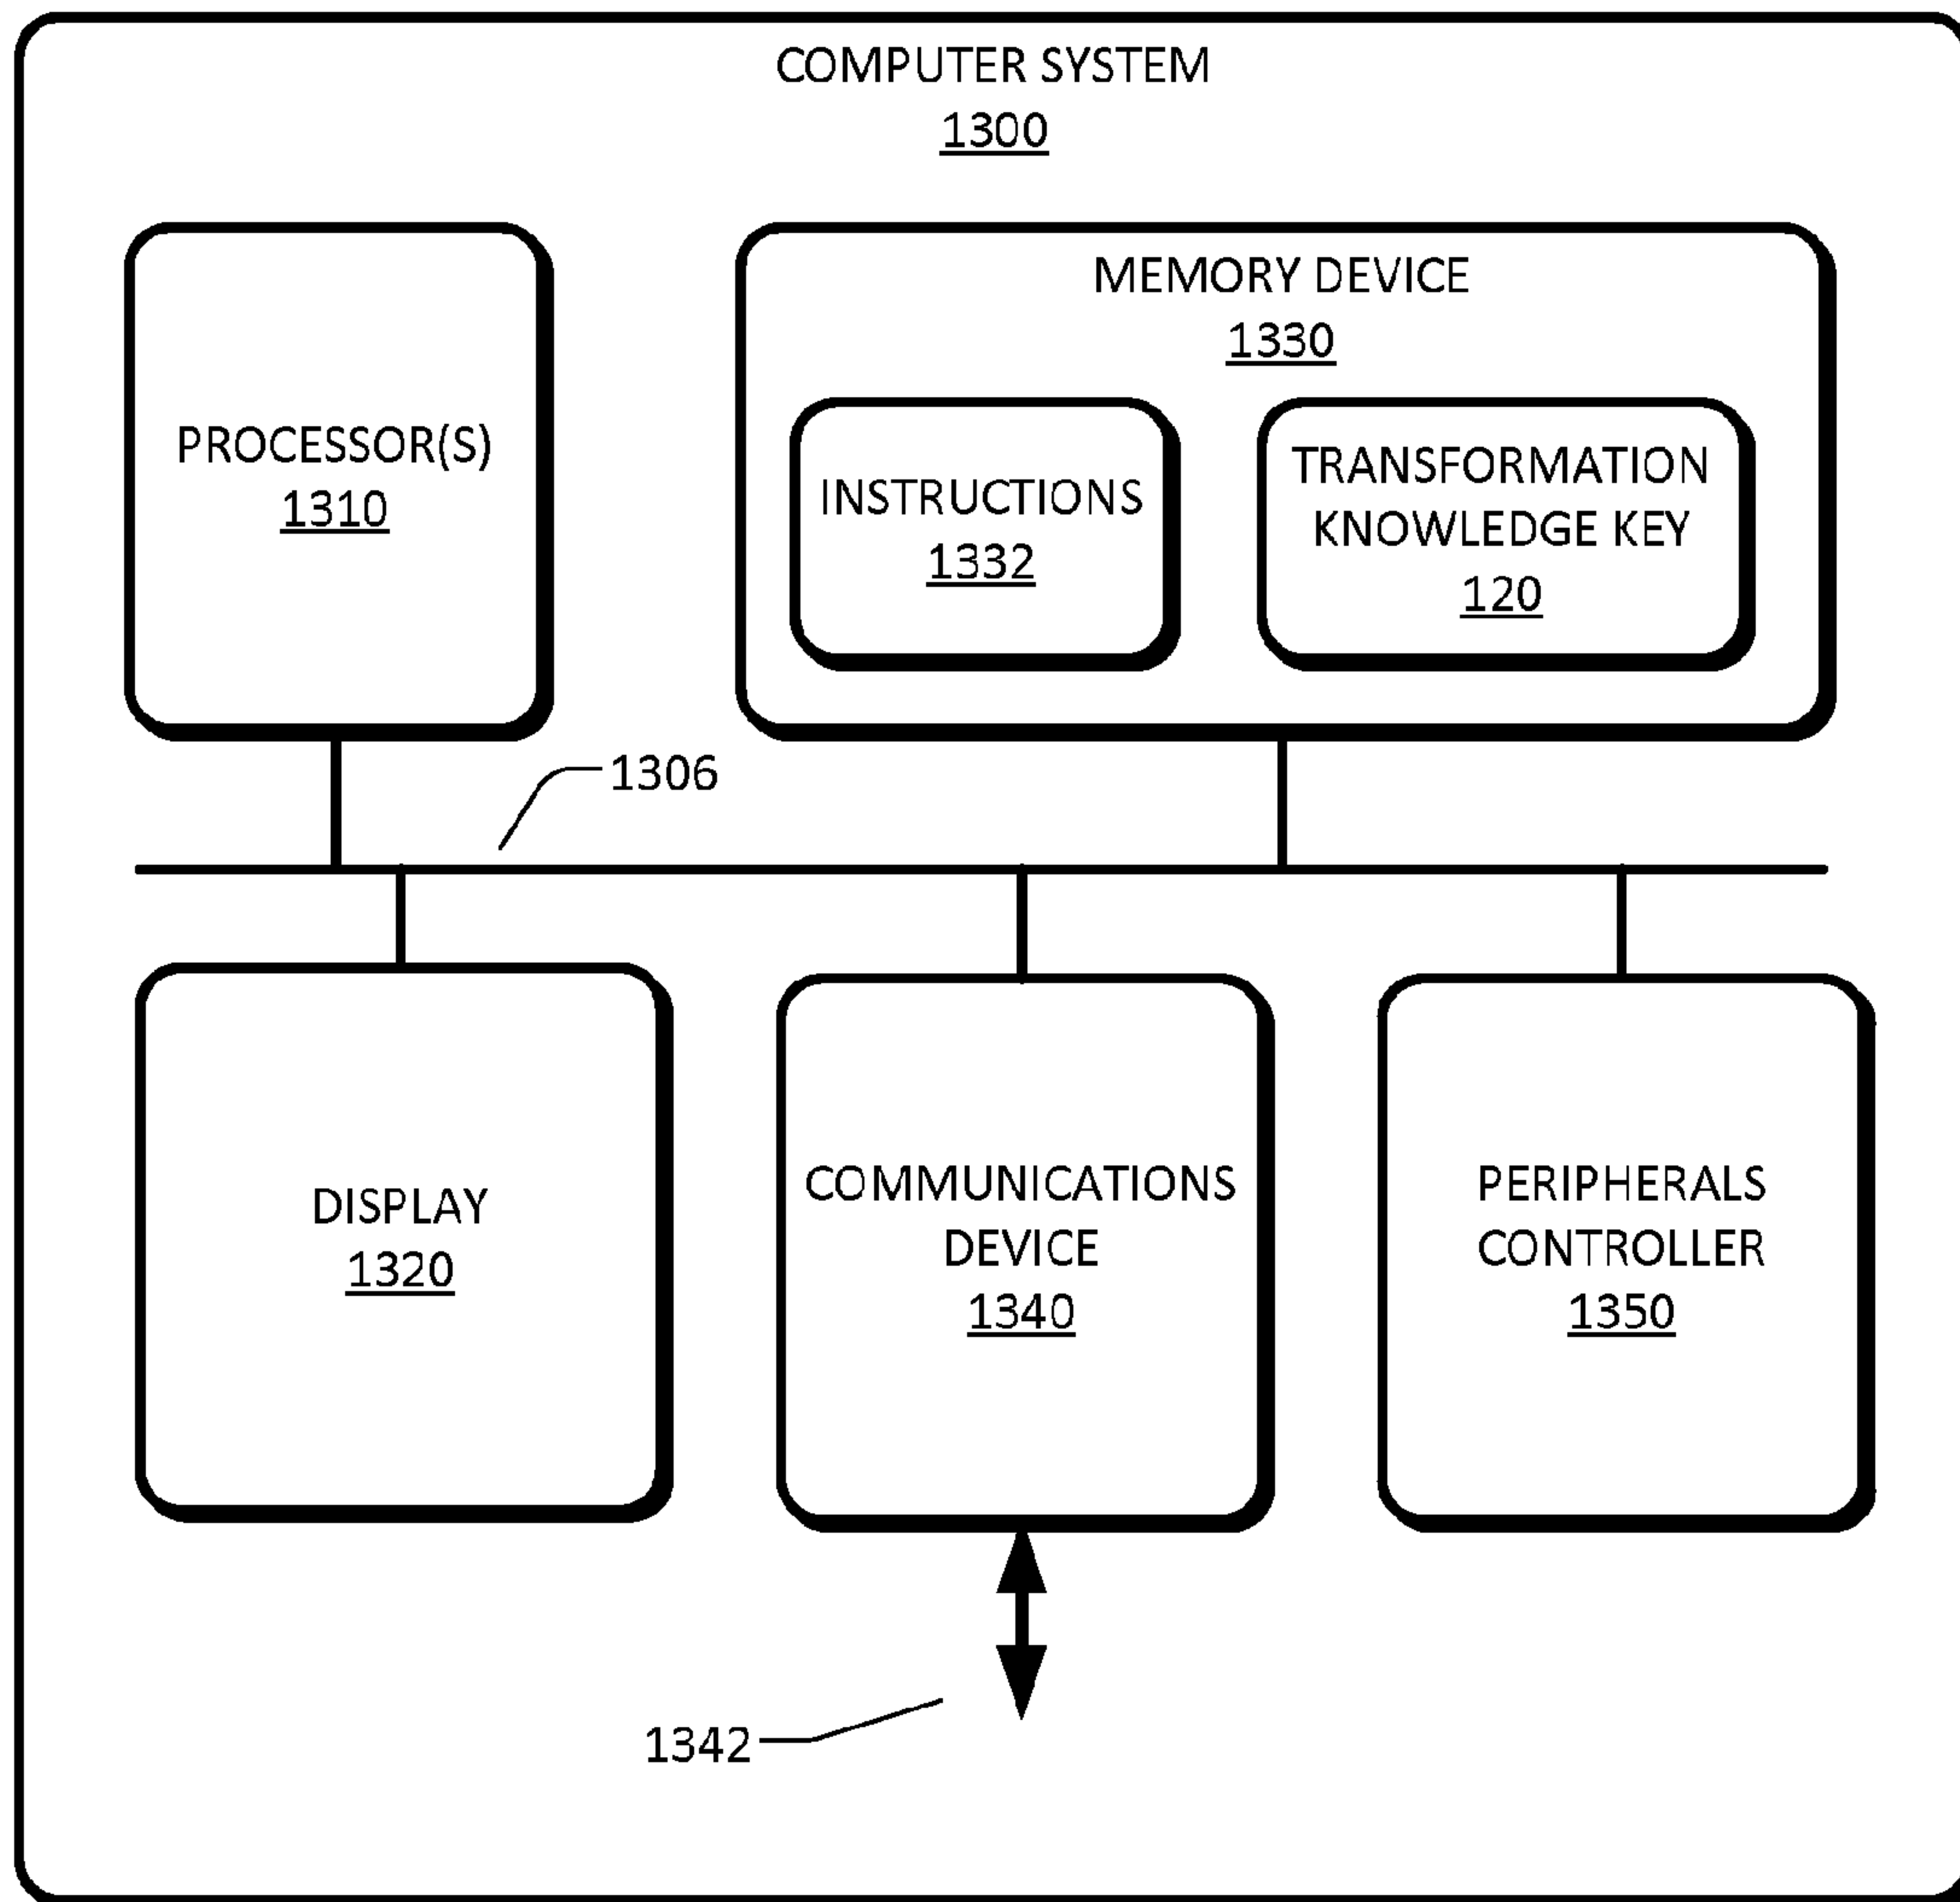 COMPUTER SYSTEM
1300
PROCESSOR(S)
1310
MEMORY DEVICE
1330
INSTRUCTIONS
1332
TRANSFORMATION
KNOWLEDGE KEY
120
1306
DISPLAY
1320
COMMUNICATIONS
DEVICE
1340
PERIPHERALS
CONTROLLER
1350
1342